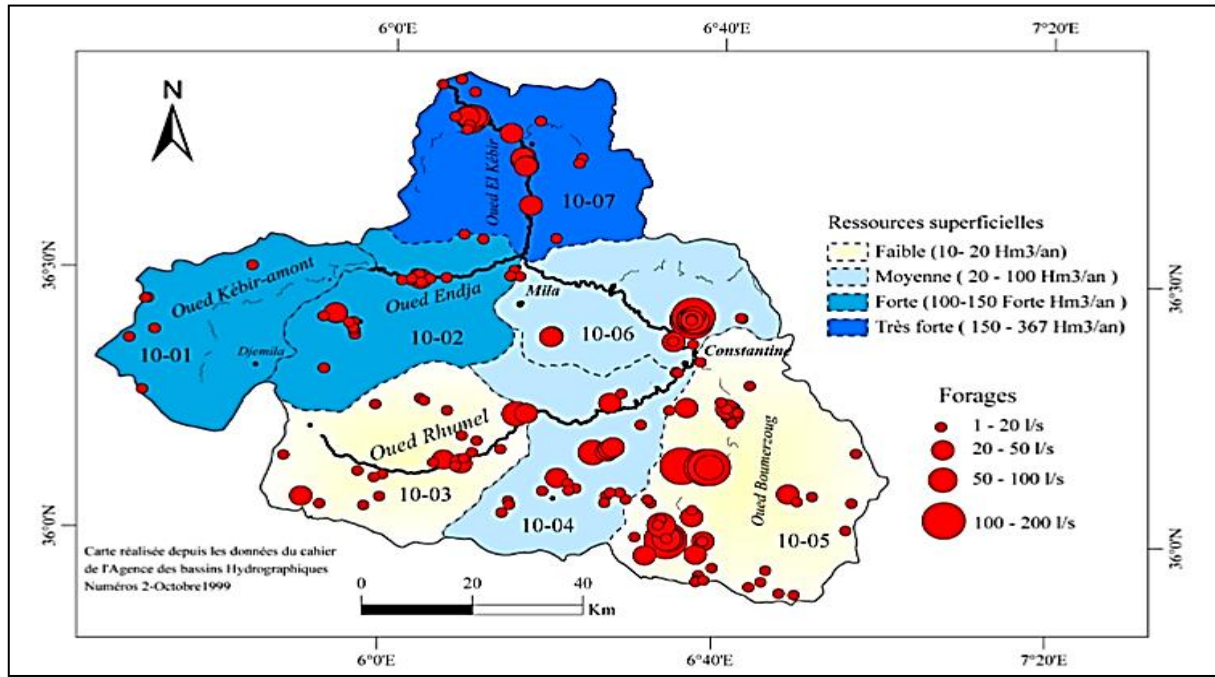 6°0'E
6°40'E
7°20'E
N
36°30'N
36°0'N
Oued El Kébir
10-07
Oued Kébir-amont
10-01
Oued Endja
10-02
Djemila
Mila
10-06
Constantine
Oued Rhumel
10-03
10-04
Oued Boumerzoug
10-05
Ressources superficielles
Faible (10- 20 Hm3/an)
Moyenne ( 20 - 100 Hm3/an )
Forte (100-150 Forte Hm3/an )
Très forte ( 150 - 367 Hm3/an)
Forages
1 - 20 l/s
20 - 50 l/s
50 - 100 l/s
100 - 200 l/s
36°30'N
36°0'N
Carte réalisée depuis les données du cahier
de l'Agence des bassins Hydrographiques
Numéros 2-Octobre1999
0 20 40
Km
6°0'E
6°40'E
7°20'E